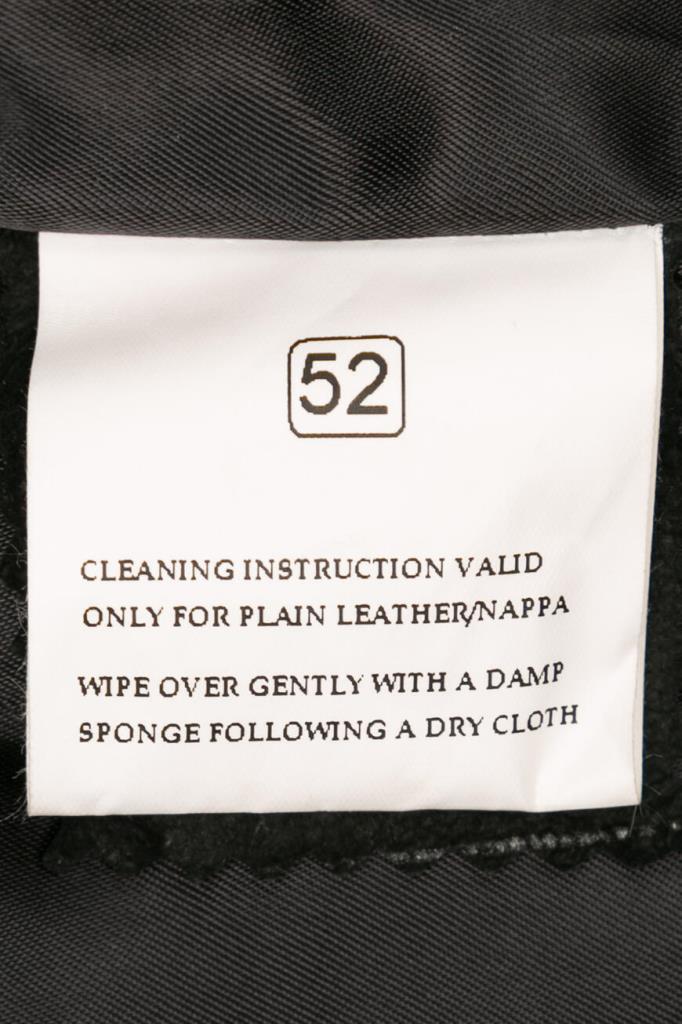 52
CLEANING INSTRUCTION VALID
ONLY FOR PLAIN LEATHER/NAPPA
WIPE OVER GENTLY WITH A DAMP
SPONGE FOLLOWING A DRY CLOTH